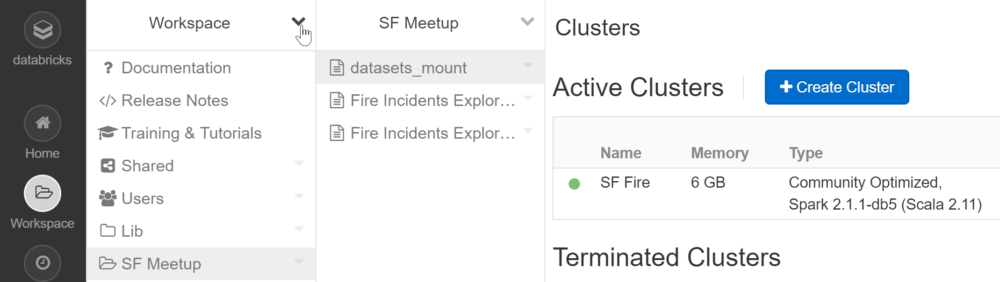 databricks
Home
Workspace
Workspace
? Documentation
</> Release Notes
Training & Tutorials
Shared
Users
Lib
SF Meetup
SF Meetup
datasets_mount
Fire Incidents Explor...
Fire Incidents Explor...
Clusters
Active Clusters
+ Create Cluster
Name Memory Type
SF Fire 6 GB Community Optimized,
Spark 2.1.1-db5 (Scala 2.11)
Terminated Clusters